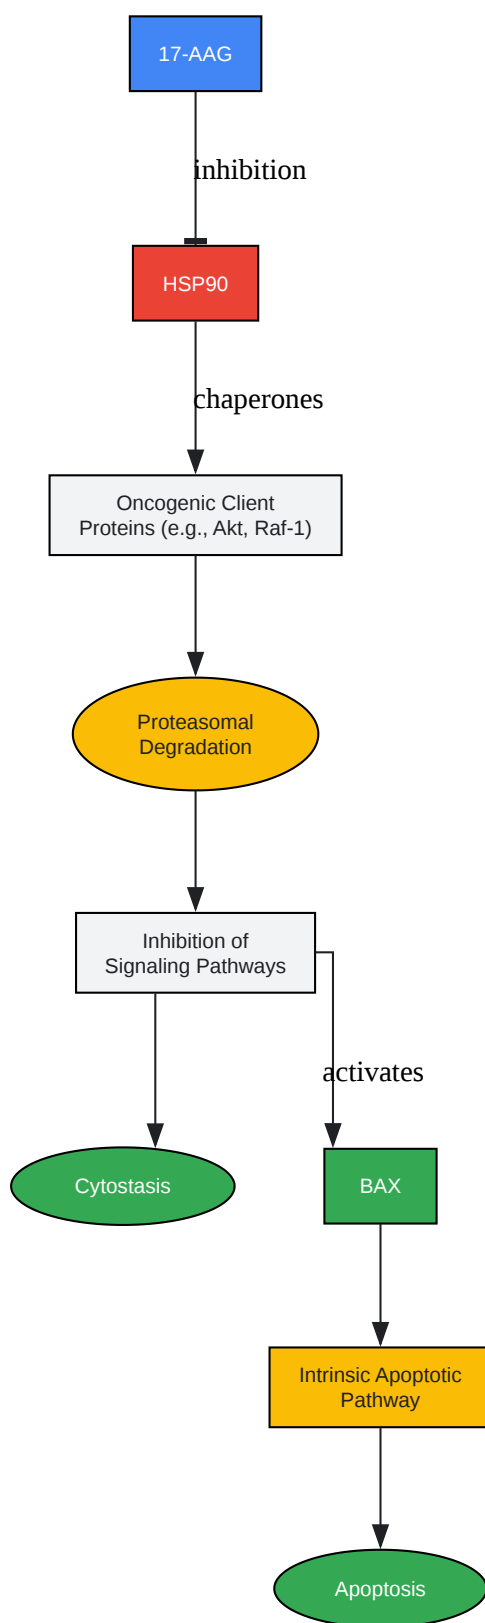 17-AAG
inhibition
HSP90
chaperones
Oncogenic Client
Proteins (e.g., Akt, Raf-1)
Proteasomal
Degradation
Inhibition of
Signaling Pathways
activates
Cytostasis
BAX
Intrinsic Apoptotic
Pathway
Apoptosis